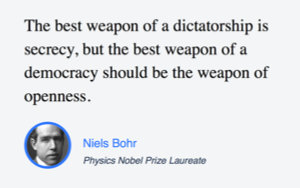 The best weapon of a dictatorship is
secrecy, but the best weapon of a
democracy should be the weapon of
openness.
Niels Bohr
Physics Nobel Prize Laureate